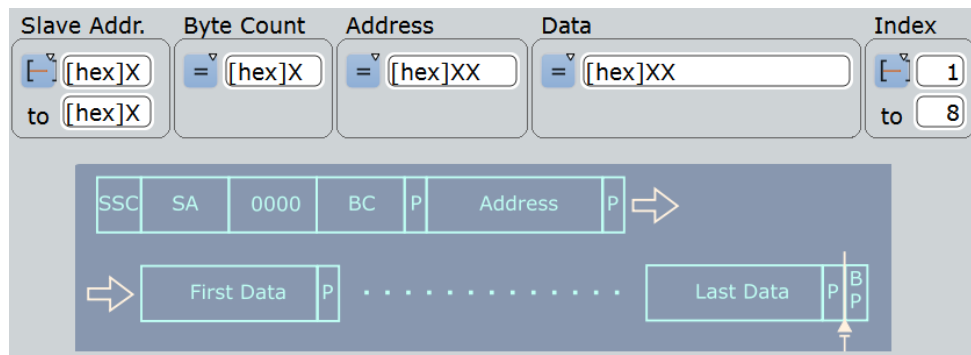 Slave Addr. Byte Count Address Data Index
[hex]X = [hex]X = [hex]XX = [hex]XX 1
to [hex]X to 8
SSC SA 0000 BC P Address P
First Data P . . . . . . . . . . . . . . Last Data P BP